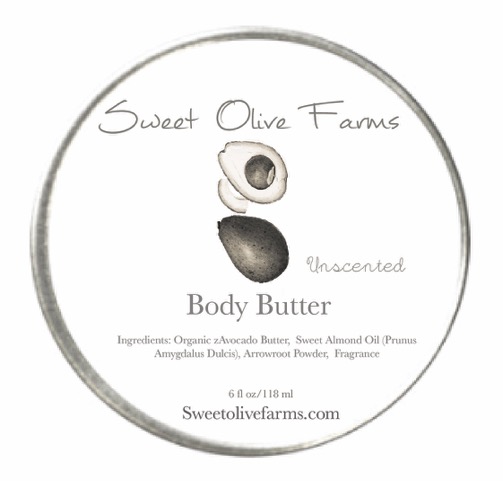 Sweet Olive Farms
Unscented
Body Butter
Ingredients: Organic zAvocado Butter, Sweet Almond Oil (Prunus
Amygdalus Dulcis), Arrowroot Powder, Fragrance
6 fl oz/118 ml
Sweetolivefarms.com